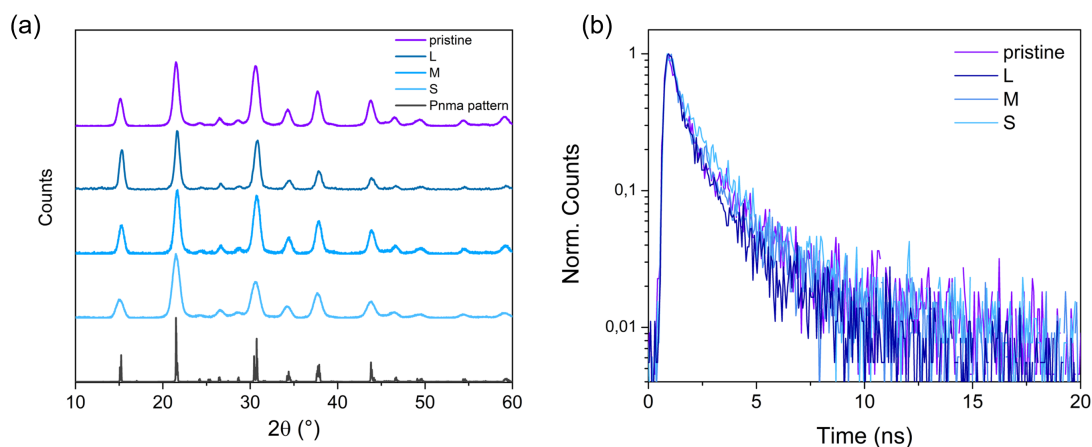 (a)
pristine
L
M
S
Pnma pattern
Counts
10
20
30
40
50
60
2θ (°)
(b)
pristine
L
M
S
1
0,1
0,01
Norm. Counts
0
5
10
15
20
Time (ns)